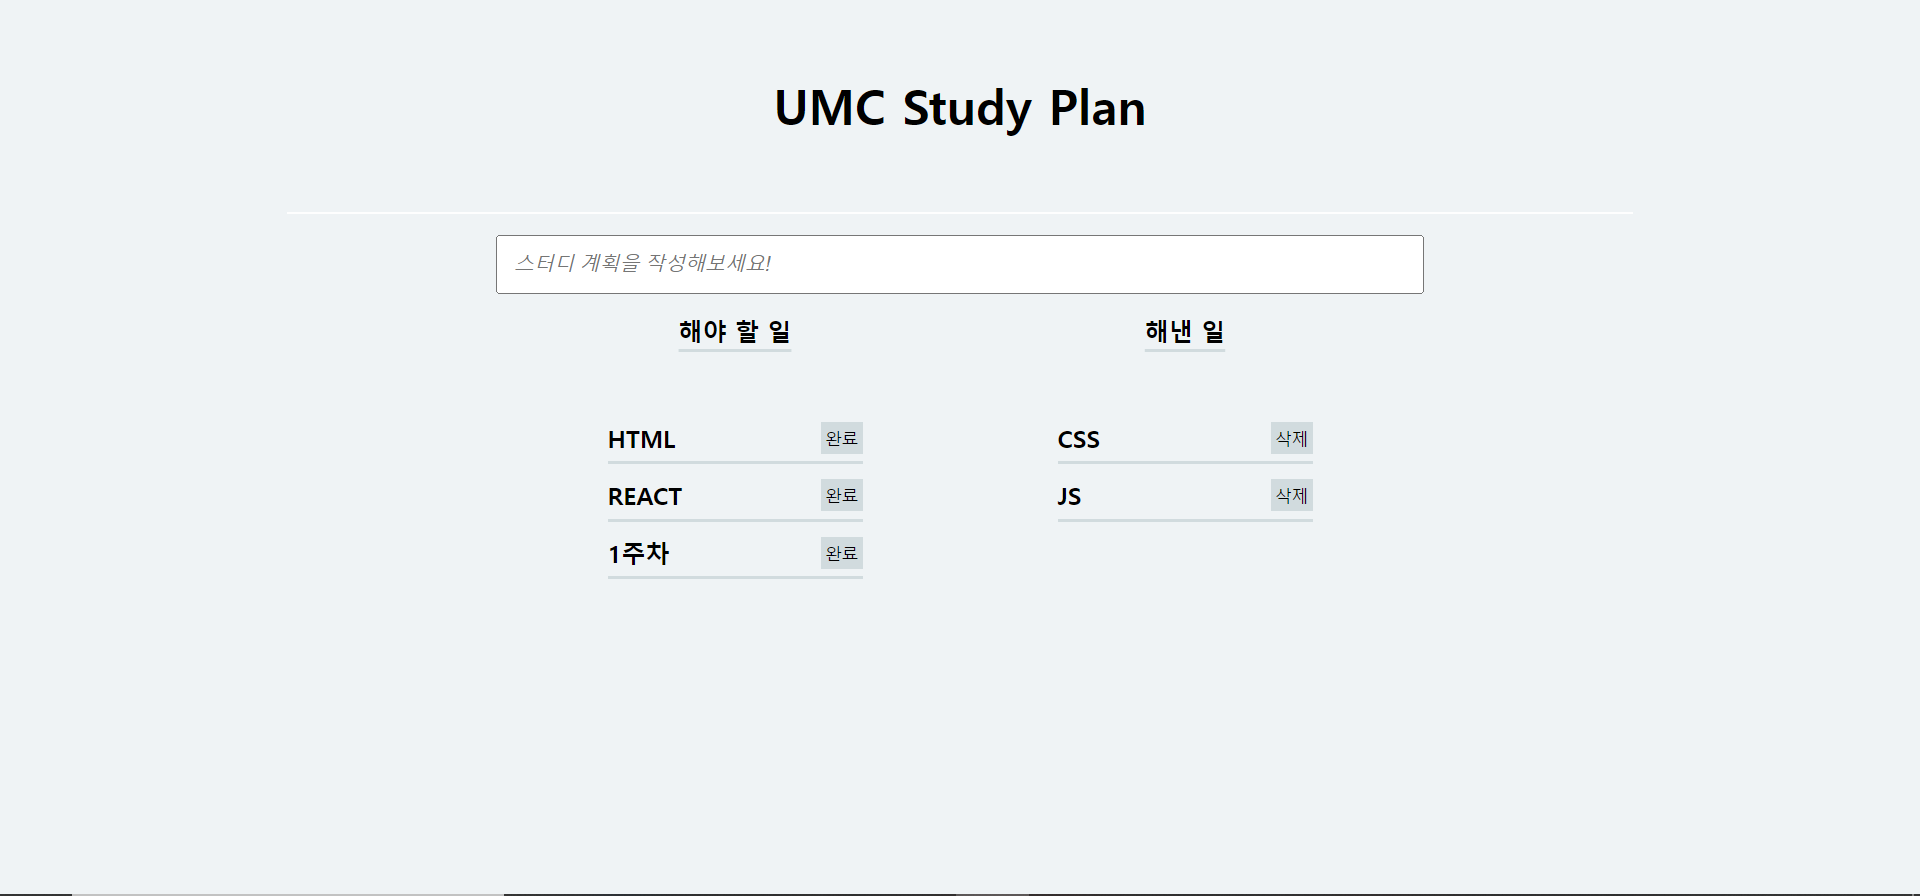 UMC Study Plan
스터디 계획을 작성해보세요!
해야 할 일
HTML 완료
REACT 완료
1주차 완료
해낸 일
CSS 삭제
JS 삭제